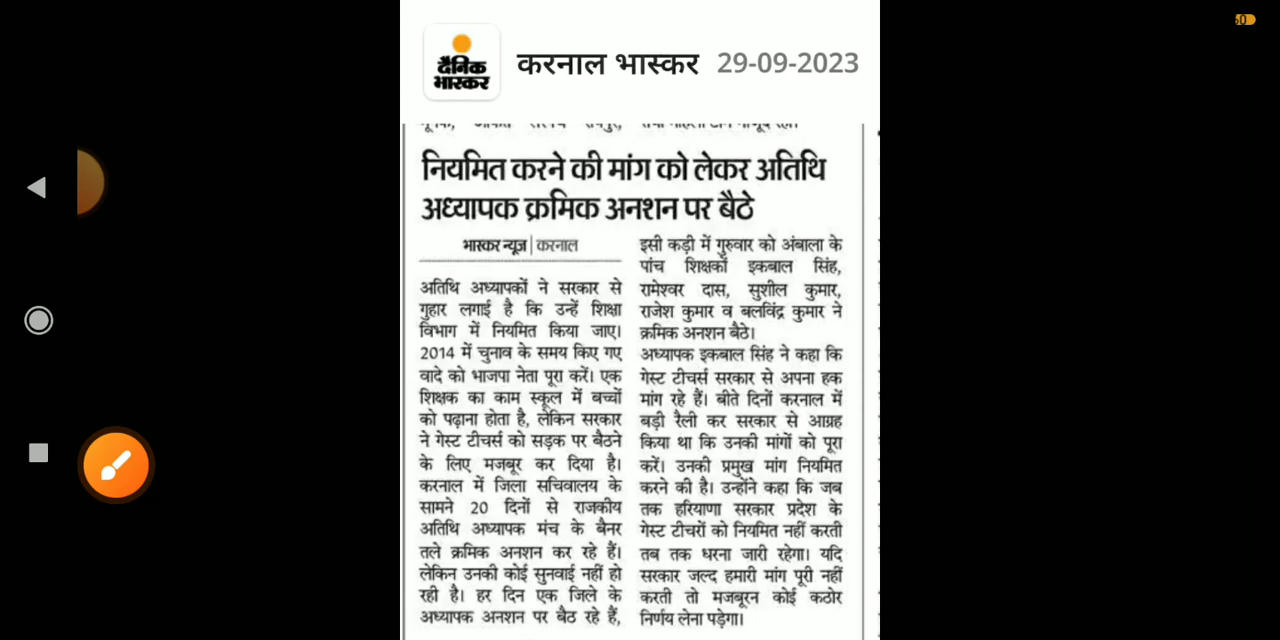 50
दैनिक
भास्कर
करनाल भास्कर 29-09-2023
नियमित करने की मांग को लेकर अतिथि
अध्यापक क्रमिक अनशन पर बैठे
भास्कर न्यूज | करनाल
अतिथि अध्यापकों ने सरकार से
गुहार लगाई है कि उन्हें शिक्षा
विभाग में नियमित किया जाए।
2014 में चुनाव के समय किए गए
वादे को भाजपा नेता पूरा करें। एक
शिक्षक का काम स्कूल में बच्चों
को पढ़ाना होता है, लेकिन सरकार
ने गेस्ट टीचर्स को सड़क पर बैठने
के लिए मजबूर कर दिया है।
करनाल में जिला सचिवालय के
सामने 20 दिनों से राजकीय
अतिथि अध्यापक मंच के बैनर
तले क्रमिक अनशन कर रहे हैं।
लेकिन उनकी कोई सुनवाई नहीं हो
रही है। हर दिन एक जिले के
अध्यापक अनशन पर बैठ रहे हैं,
इसी कड़ी में गुरुवार को अंबाला के
पांच शिक्षकों इकबाल सिंह,
रामेश्वर दास, सुशील कुमार,
राजेश कुमार व बलविंद्र कुमार ने
क्रमिक अनशन बैठे।
अध्यापक इकबाल सिंह ने कहा कि
गेस्ट टीचर्स सरकार से अपना हक
मांग रहे हैं। बीते दिनों करनाल में
बड़ी रैली कर सरकार से आग्रह
किया था कि उनकी मांगों को पूरा
करें। उनकी प्रमुख मांग नियमित
करने की है। उन्होंने कहा कि जब
तक हरियाणा सरकार प्रदेश के
गेस्ट टीचरों को नियमित नहीं करती
तब तक धरना जारी रहेगा। यदि
सरकार जल्द हमारी मांग पूरी नहीं
करती तो मजबूरन कोई कठोर
निर्णय लेना पड़ेगा।